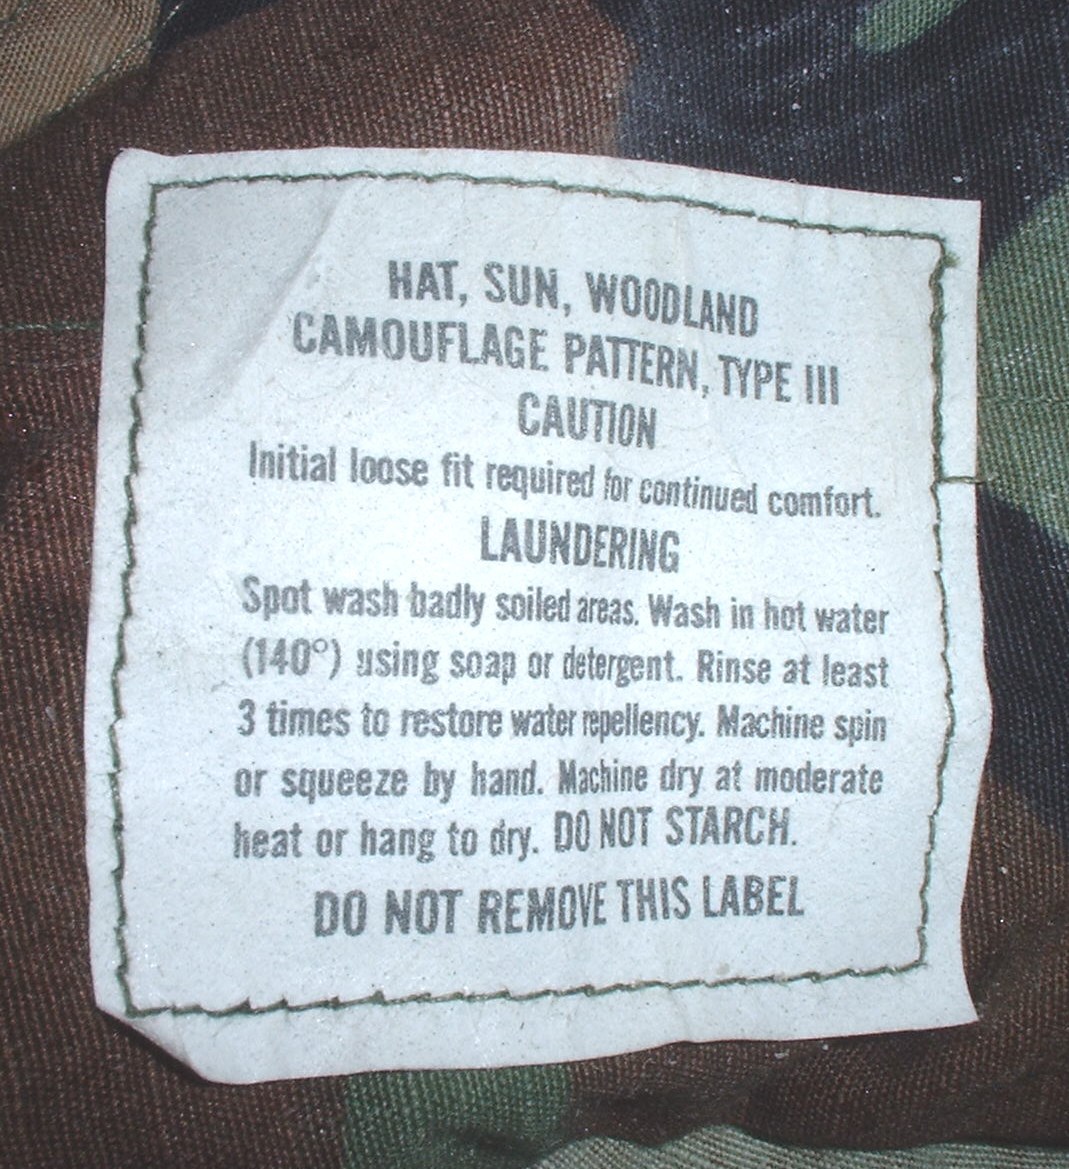 HAT, SUN, WOODLAND
CAMOUFLAGE PATTERN, TYPE III
CAUTION
Initial loose fit required for continued comfort.
LAUNDERING
Spot wash badly soiled areas. Wash in hot water
(140°) using soap or detergent. Rinse at least
3 times to restore water repellency. Machine spin
or squeeze by hand. Machine dry at moderate
heat or hang to dry. DO NOT STARCH.
DO NOT REMOVE THIS LABEL